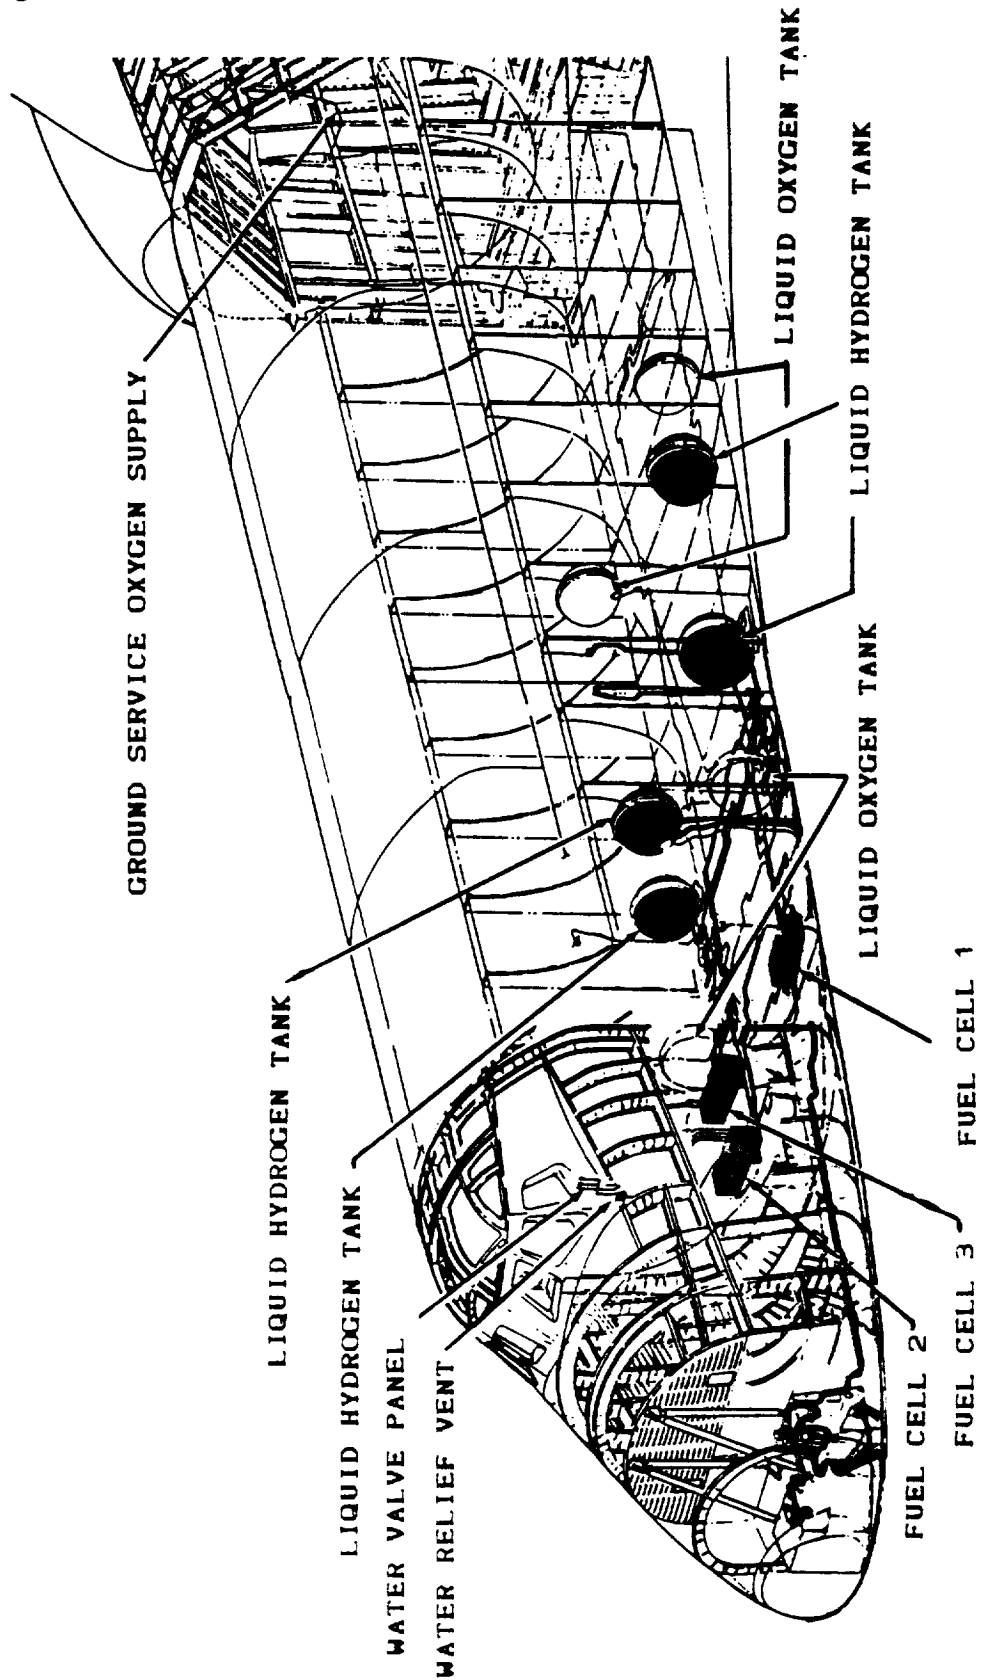 GROUND SERVICE OXYGEN SUPPLY
LIQUID HYDROGEN TANK
LIQUID HYDROGEN TANK
WATER VALVE PANEL
WATER RELIEF VENT
LIQUID OXYGEN TANK
LIQUID HYDROGEN TANK
LIQUID OXYGEN TANK
FUEL CELL 1
FUEL CELL 2
FUEL CELL 3